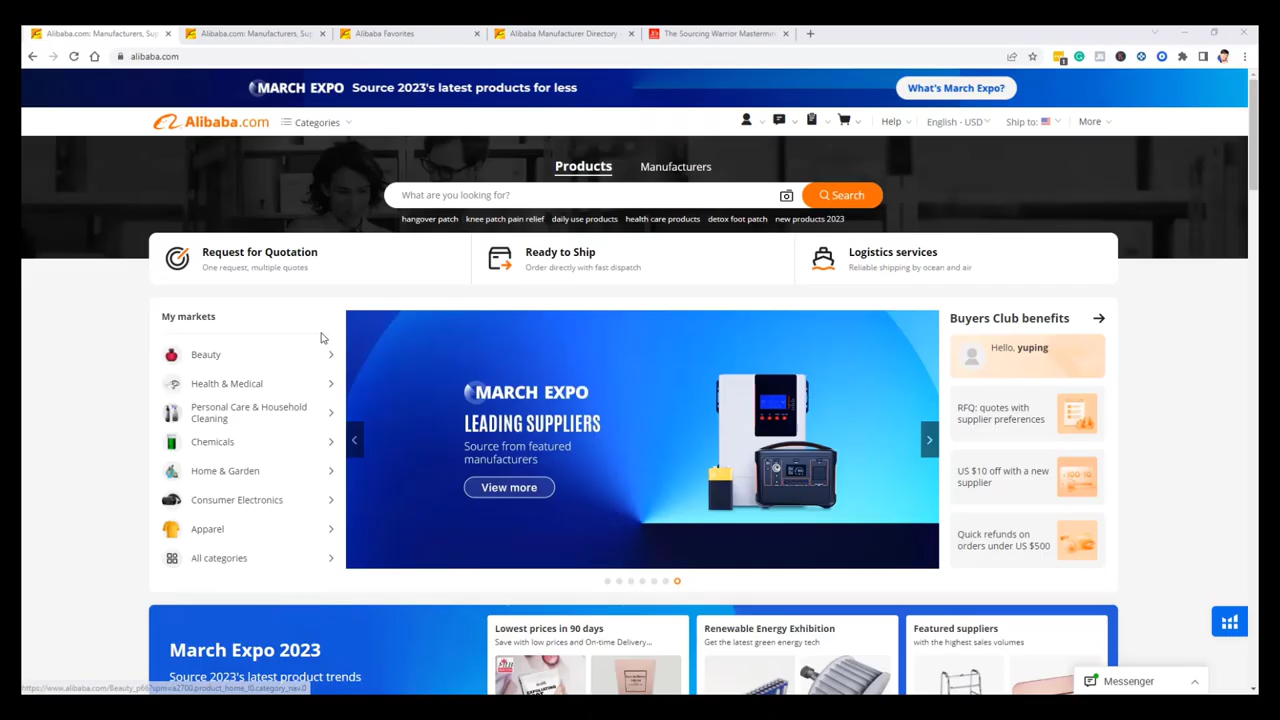 Alibaba.com: Manufacturers, Sup
Alibaba.com: Manufacturers, Sup
Alibaba Favorites
Alibaba Manufacturer Directory -
The Sourcing Warrior Mastermin
alibaba.com
MARCH EXPO Source 2023's latest products for less
What's March Expo?
Alibaba.com
Categories
Help
English - USD
Ship to:
More
Products
Manufacturers
What are you looking for?
Search
hangover patch knee patch pain relief daily use products health care products detox foot patch new products 2023
Request for Quotation
One request, multiple quotes
Ready to Ship
Order directly with fast dispatch
Logistics services
Reliable shipping by ocean and air
My markets
Beauty
Health & Medical
Personal Care & Household
Cleaning
Chemicals
Home & Garden
Consumer Electronics
Apparel
All categories
MARCH EXPO
LEADING SUPPLIERS
Source from featured
manufacturers
View more
Buyers Club benefits
Hello, yuping
RFQ: quotes with
supplier preferences
US $10 off with a new
supplier
Quick refunds on
orders under US $500
March Expo 2023
Source 2023's latest product trends
Lowest prices in 90 days
Save with low prices and On-time Delivery...
Renewable Energy Exhibition
Get the latest green energy tech
Featured suppliers
with the highest sales volumes
Messenger